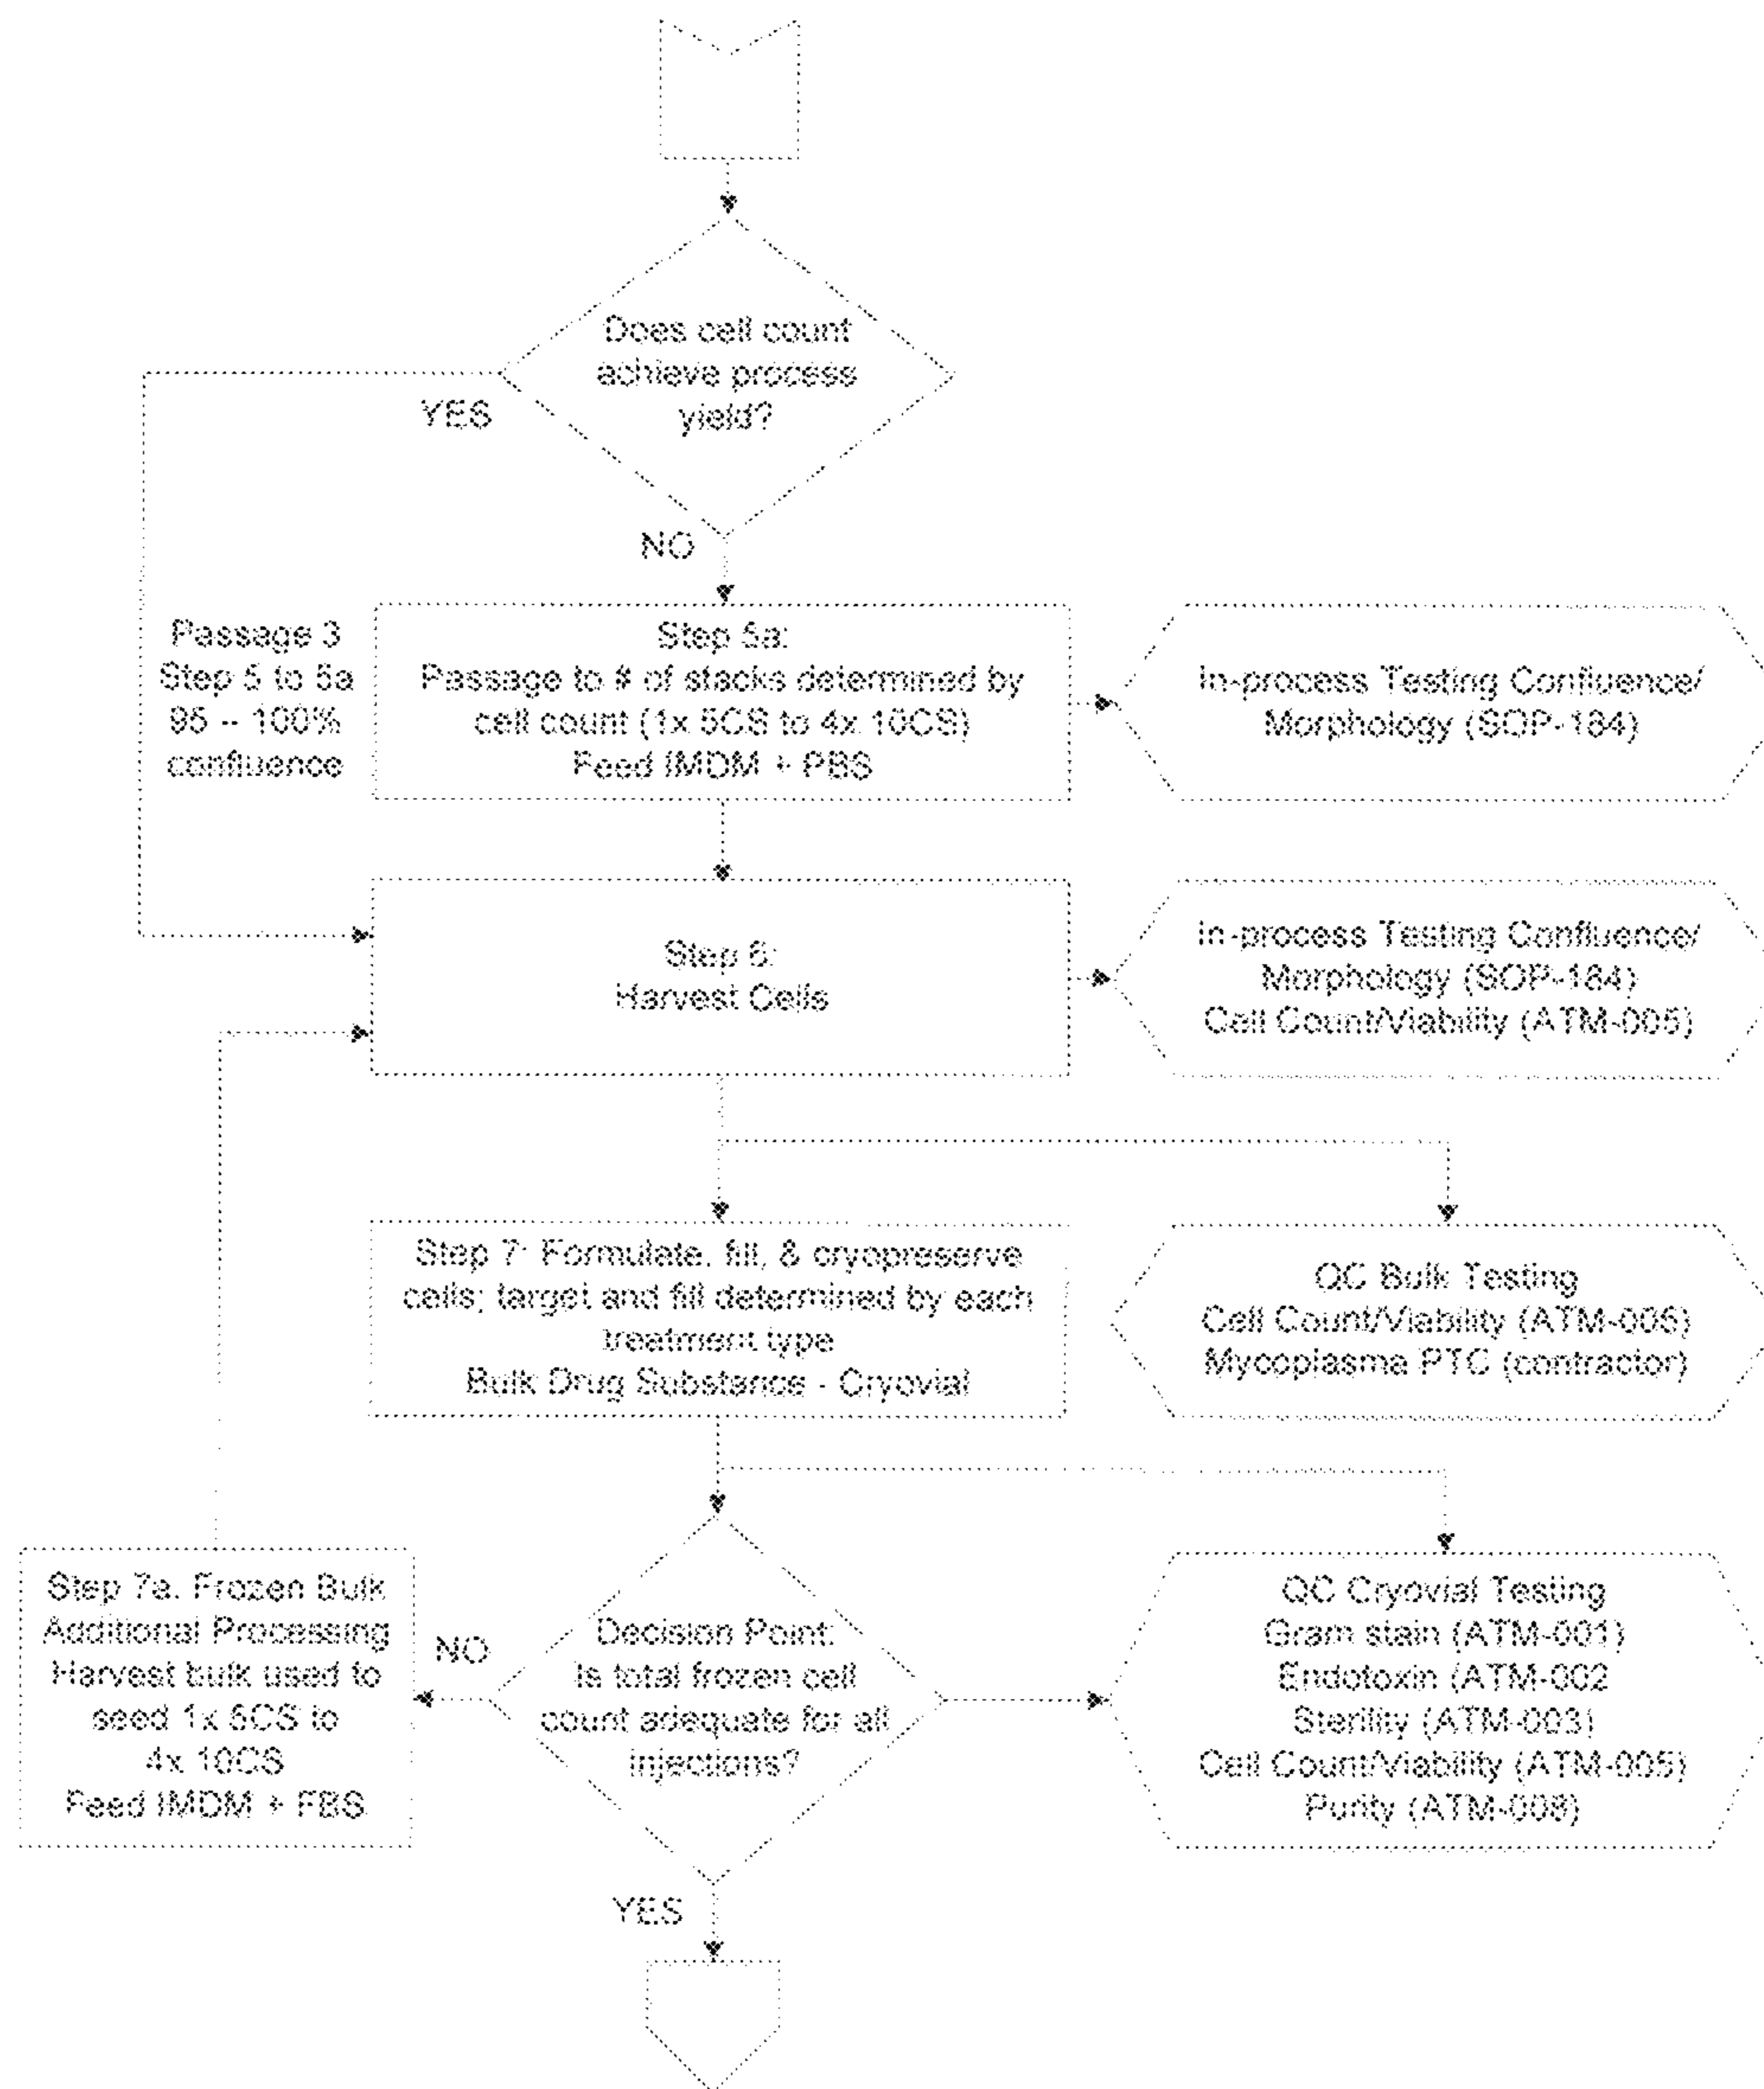 Does cell count
achieve process
yield?
YES
NO
Passage 3
Step 5 to 5a
95 – 100%
confluence
Step 5a:
Passage to # of stacks determined by
cell count (1x 5CS to 4x 10CS)
Feed IMDM + PBS
In-process Testing Confluence/
Morphology (SOP-184)
Step 6:
Harvest Cells
In-process Testing Confluence/
Morphology (SOP-184)
Cell Count/Viability (ATM-005)
Step 7: Formulate, fill, & cryopreserve
cells; target and fill determined by each
treatment type
Bulk Drug Substance - Cryovial
QC Bulk Testing
Cell Count/Viability (ATM-005)
Mycoplasma PTC (contractor)
Step 7a. Frozen Bulk
Additional Processing
Harvest bulk used to
seed 1x 5CS to
4x 10CS
Feed IMDM + FBS
NO
Decision Point:
Is total frozen cell
count adequate for all
injections?
QC Cryovial Testing
Gram stain (ATM-001)
Endotoxin (ATM-002
Sterility (ATM-003)
Cell Count/Viability (ATM-005)
Purity (ATM-008)
YES